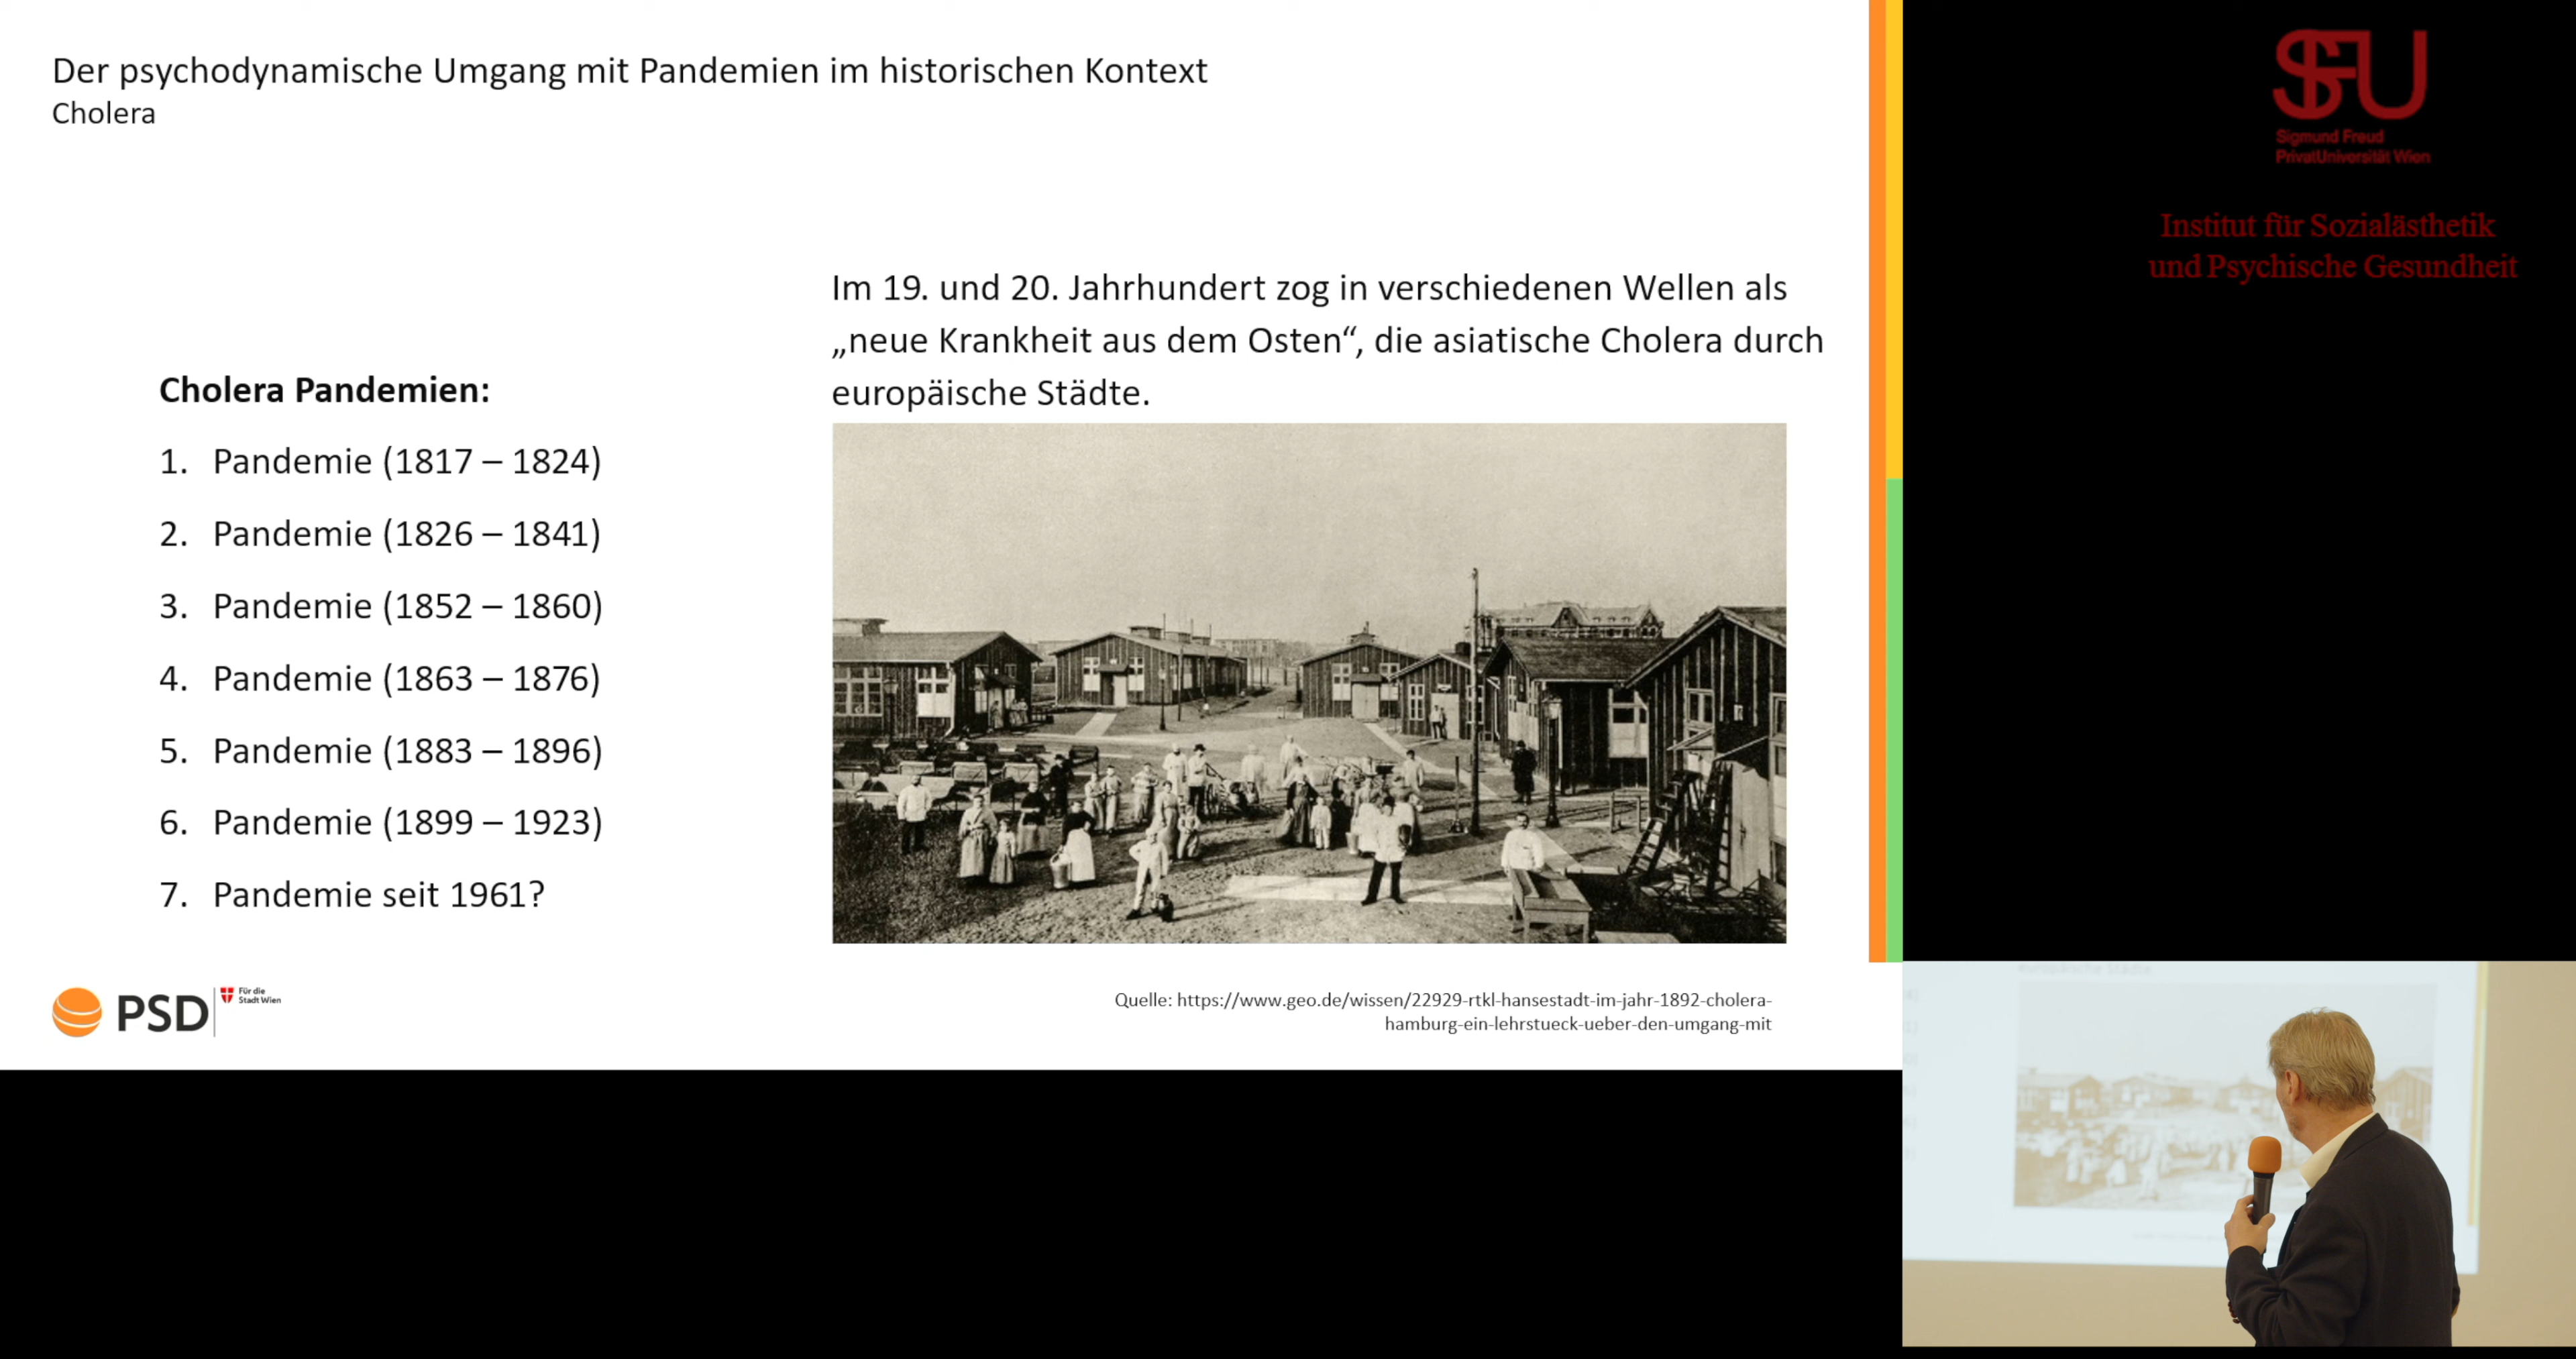 Der psychodynamische Umgang mit Pandemien im historischen Kontext
Cholera
Im 19. und 20. Jahrhundert zog in verschiedenen Wellen als
„neue Krankheit aus dem Osten“, die asiatische Cholera durch
europäische Städte.
Cholera Pandemien:
1. Pandemie (1817 – 1824)
2. Pandemie (1826 – 1841)
3. Pandemie (1852 – 1860)
4. Pandemie (1863 – 1876)
5. Pandemie (1883 – 1896)
6. Pandemie (1899 – 1923)
7. Pandemie seit 1961?
PSD
Für die
Stadt Wien
Quelle: https://www.geo.de/wissen/22929-rtkl-hansestadt-im-jahr-1892-cholera-
hamburg-ein-lehrstueck-ueber-den-umgang-mit
SFU
Sigmund Freud
PrivatUniversität Wien
Institut für Sozialästhetik
und Psychische Gesundheit